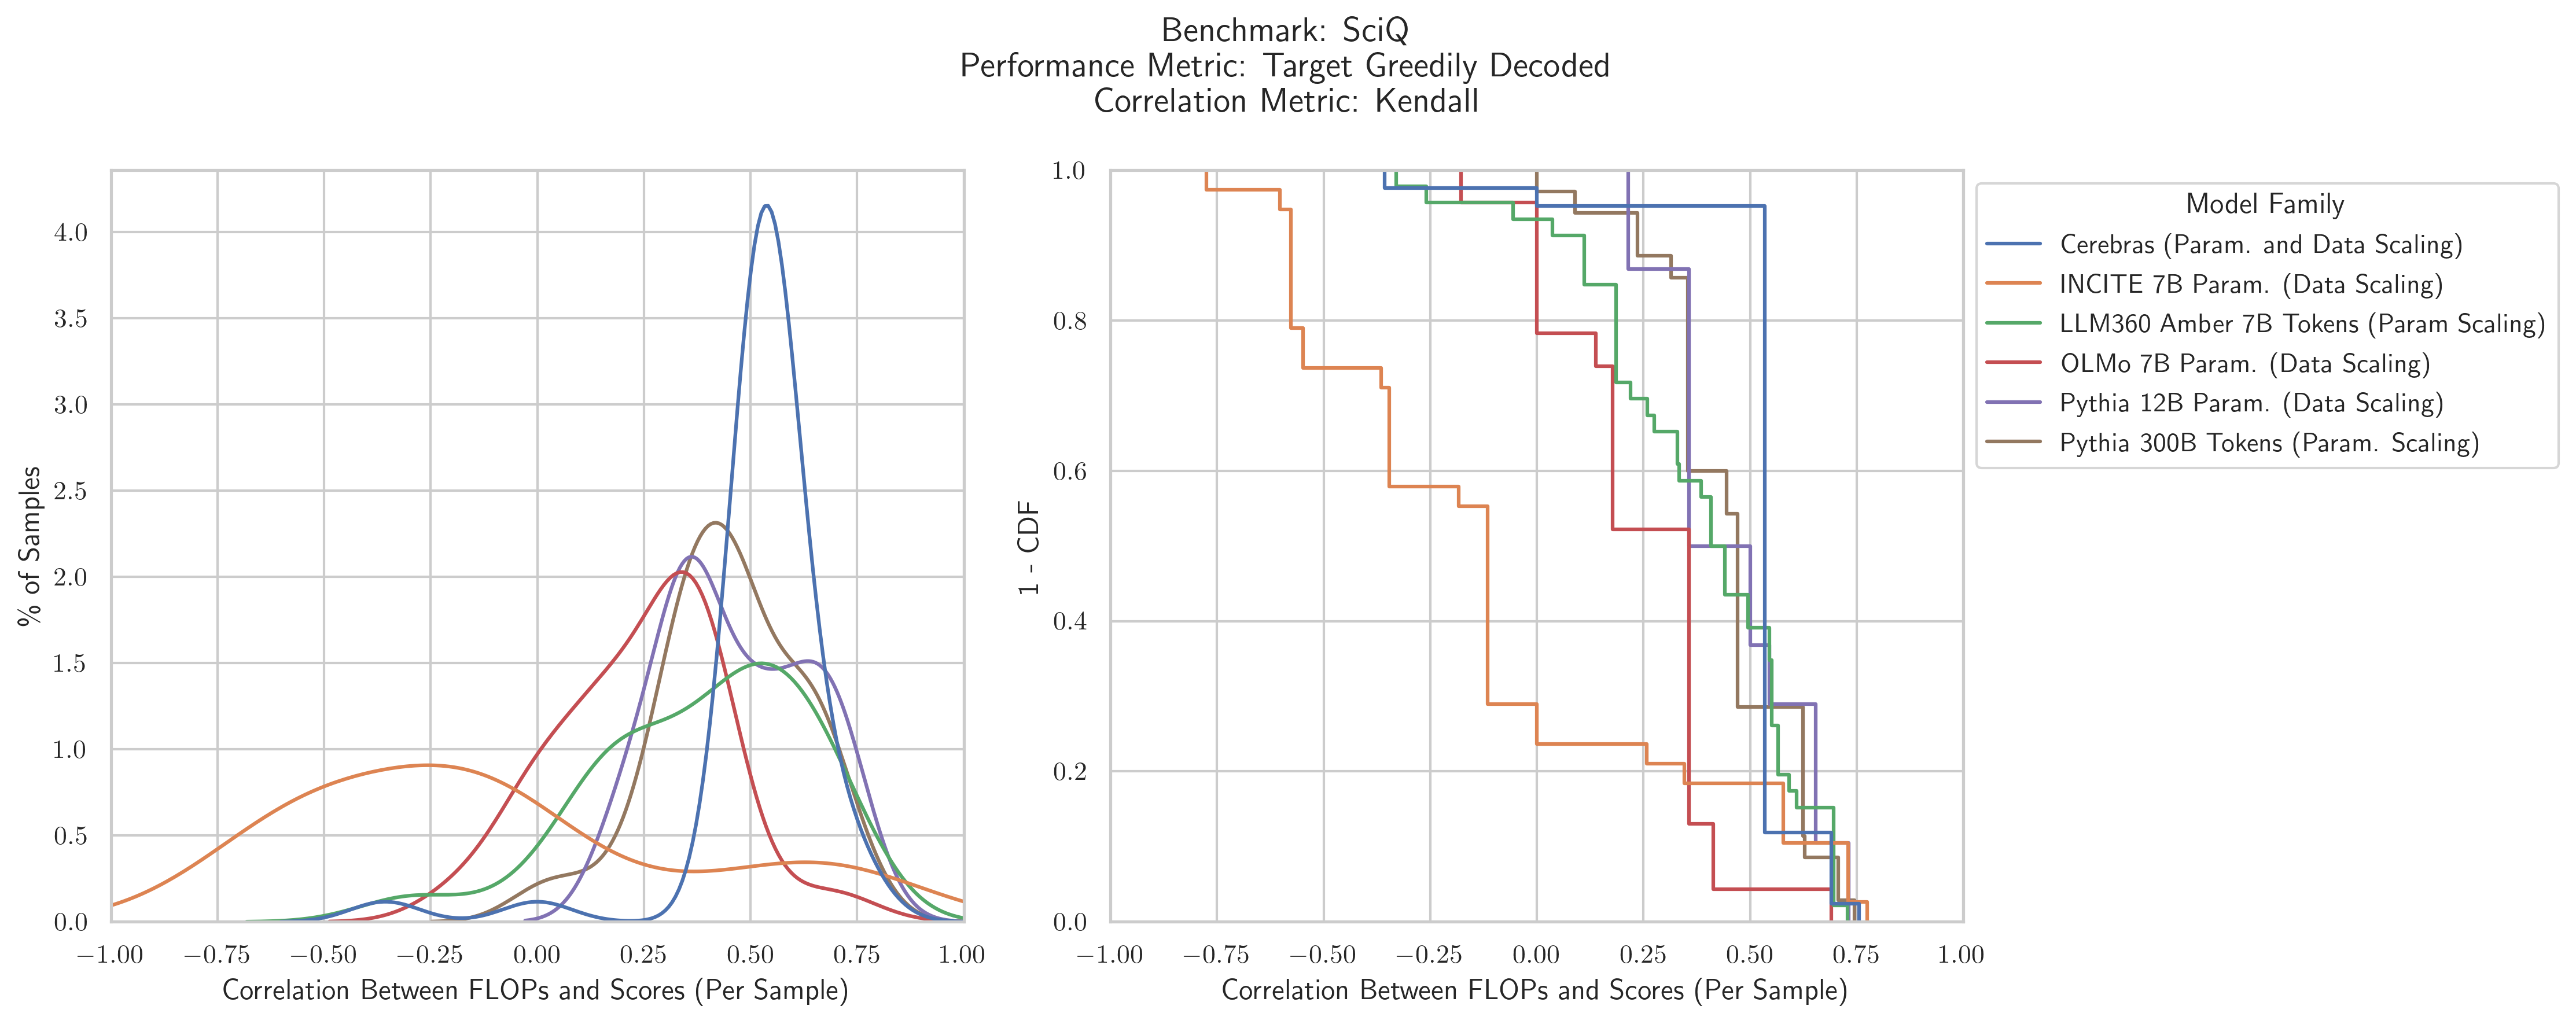 Benchmark: SciQ
Performance Metric: Target Greedily Decoded
Correlation Metric: Kendall
% of Samples
4.0
3.5
3.0
2.5
2.0
1.5
1.0
0.5
0.0
−1.00 −0.75 −0.50 −0.25 0.00 0.25 0.50 0.75 1.00
Correlation Between FLOPs and Scores (Per Sample)
1 - CDF
1.0
0.8
0.6
0.4
0.2
0.0
−1.00 −0.75 −0.50 −0.25 0.00 0.25 0.50 0.75 1.00
Correlation Between FLOPs and Scores (Per Sample)
Model Family
Cerebras (Param. and Data Scaling)
INCITE 7B Param. (Data Scaling)
LLM360 Amber 7B Tokens (Param Scaling)
OLMo 7B Param. (Data Scaling)
Pythia 12B Param. (Data Scaling)
Pythia 300B Tokens (Param. Scaling)